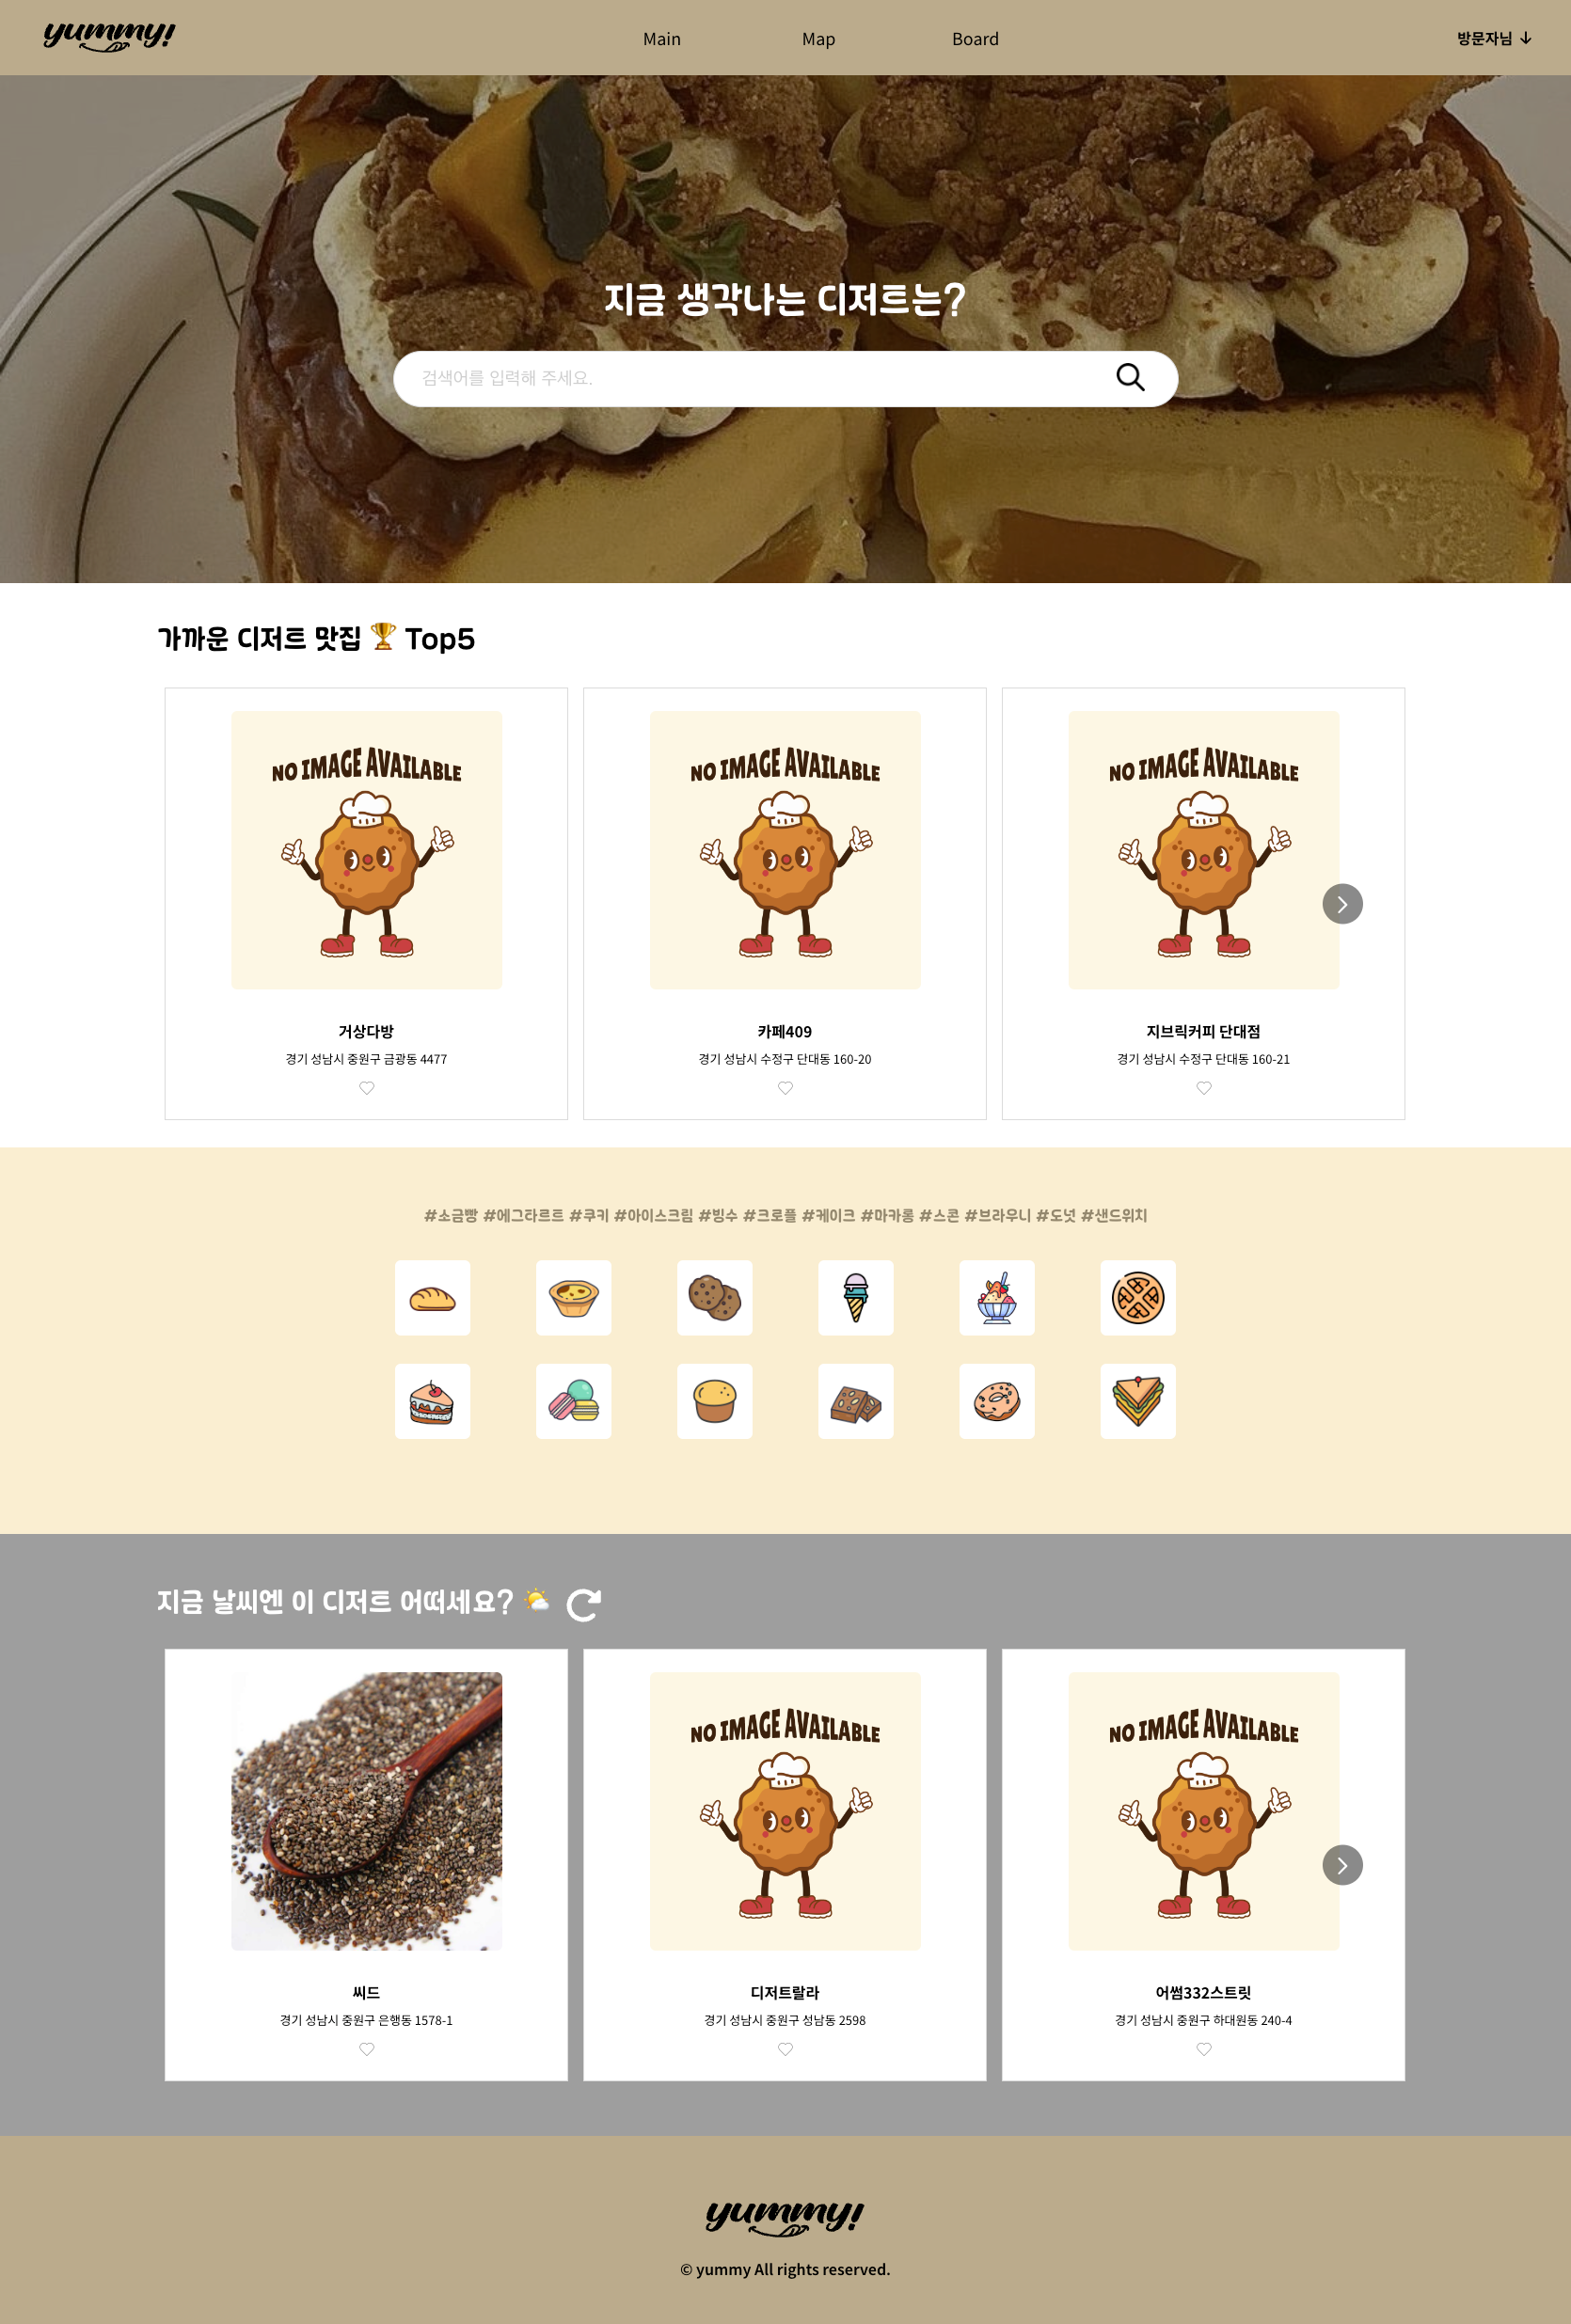 yummy!
Main Map Board
방문자님 ↓
지금 생각나는 디저트는?
검색어를 입력해 주세요.
가까운 디저트 맛집 🏆 Top5
NO IMAGE AVAILABLE
NO IMAGE AVAILABLE
NO IMAGE AVAILABLE
거상다방
경기 성남시 중원구 금광동 4477
카페409
경기 성남시 수정구 단대동 160-20
지브릭커피 단대점
경기 성남시 수정구 단대동 160-21
#소금빵 #에그타르트 #쿠키 #아이스크림 #빙수 #크로플 #케이크 #마카롱 #스콘 #브라우니 #도넛 #샌드위치
지금 날씨엔 이 디저트 어떠세요? 🌤️
NO IMAGE AVAILABLE
NO IMAGE AVAILABLE
씨드
경기 성남시 중원구 은행동 1578-1
디저트랄라
경기 성남시 중원구 성남동 2598
어썸332스트릿
경기 성남시 중원구 하대원동 240-4
yummy!
© yummy All rights reserved.